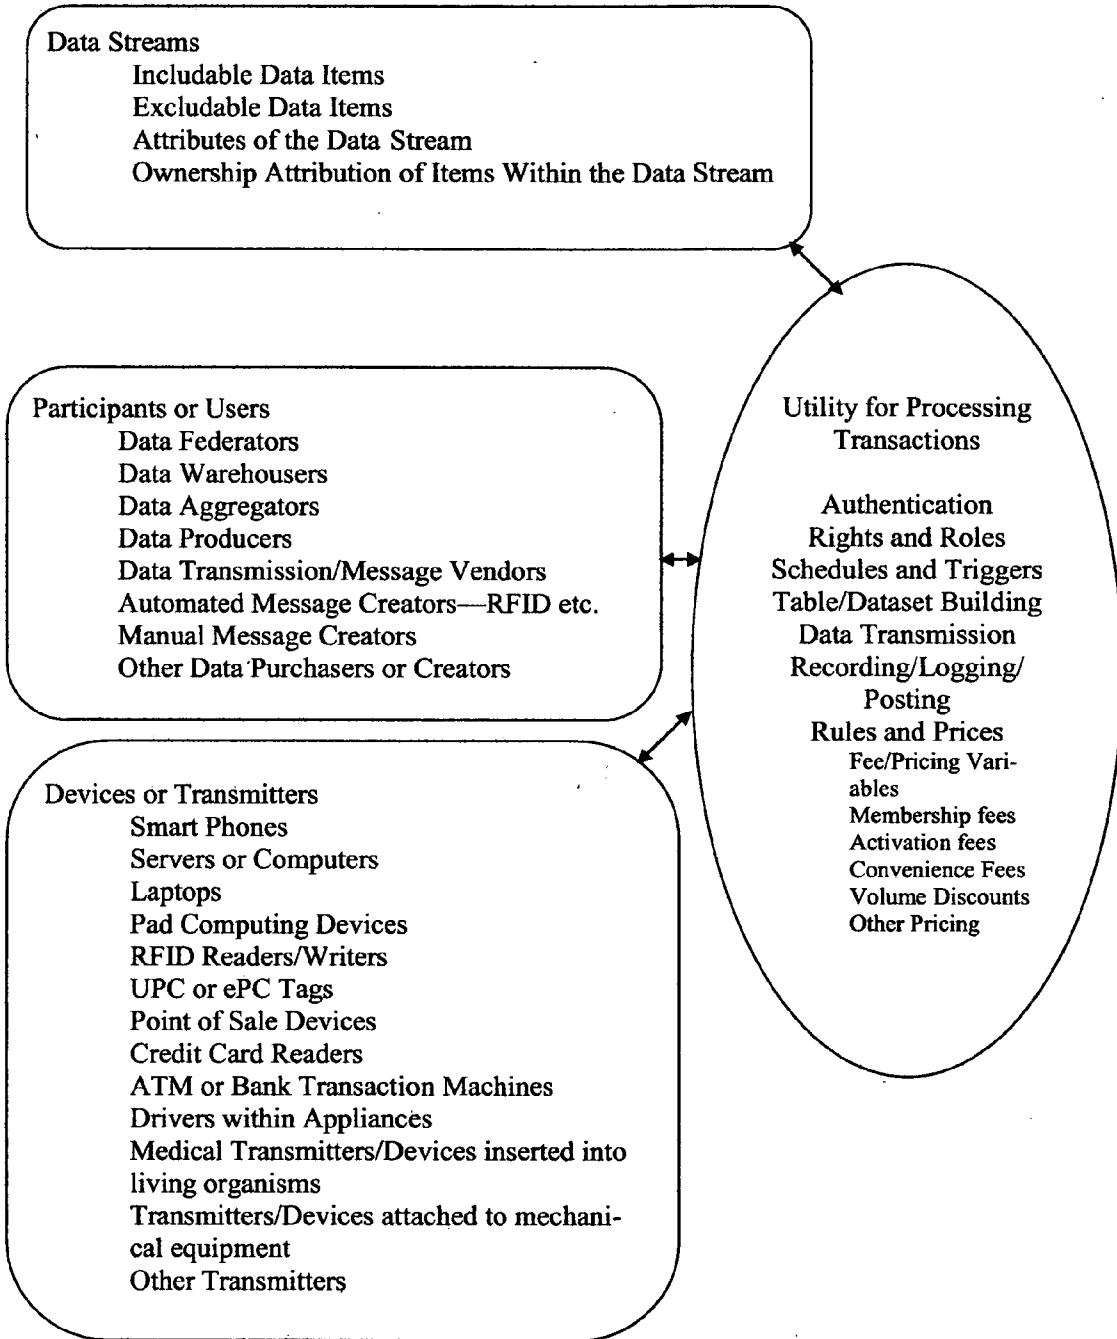 Data Streams
Includable Data Items
Excludable Data Items
Attributes of the Data Stream
Ownership Attribution of Items Within the Data Stream
Participants or Users
Data Federators
Data Warehousers
Data Aggregators
Data Producers
Data Transmission/Message Vendors
Automated Message Creators—RFID etc.
Manual Message Creators
Other Data Purchasers or Creators
Utility for Processing
Transactions
Authentication
Rights and Roles
Schedules and Triggers
Table/Dataset Building
Data Transmission
Recording/Logging/
Posting
Rules and Prices
Fee/Pricing Vari-
ables
Membership fees
Activation fees
Convenience Fees
Volume Discounts
Other Pricing
Devices or Transmitters
Smart Phones
Servers or Computers
Laptops
Pad Computing Devices
RFID Readers/Writers
UPC or ePC Tags
Point of Sale Devices
Credit Card Readers
ATM or Bank Transaction Machines
Drivers within Appliances
Medical Transmitters/Devices inserted into
living organisms
Transmitters/Devices attached to mechani-
cal equipment
Other Transmitters